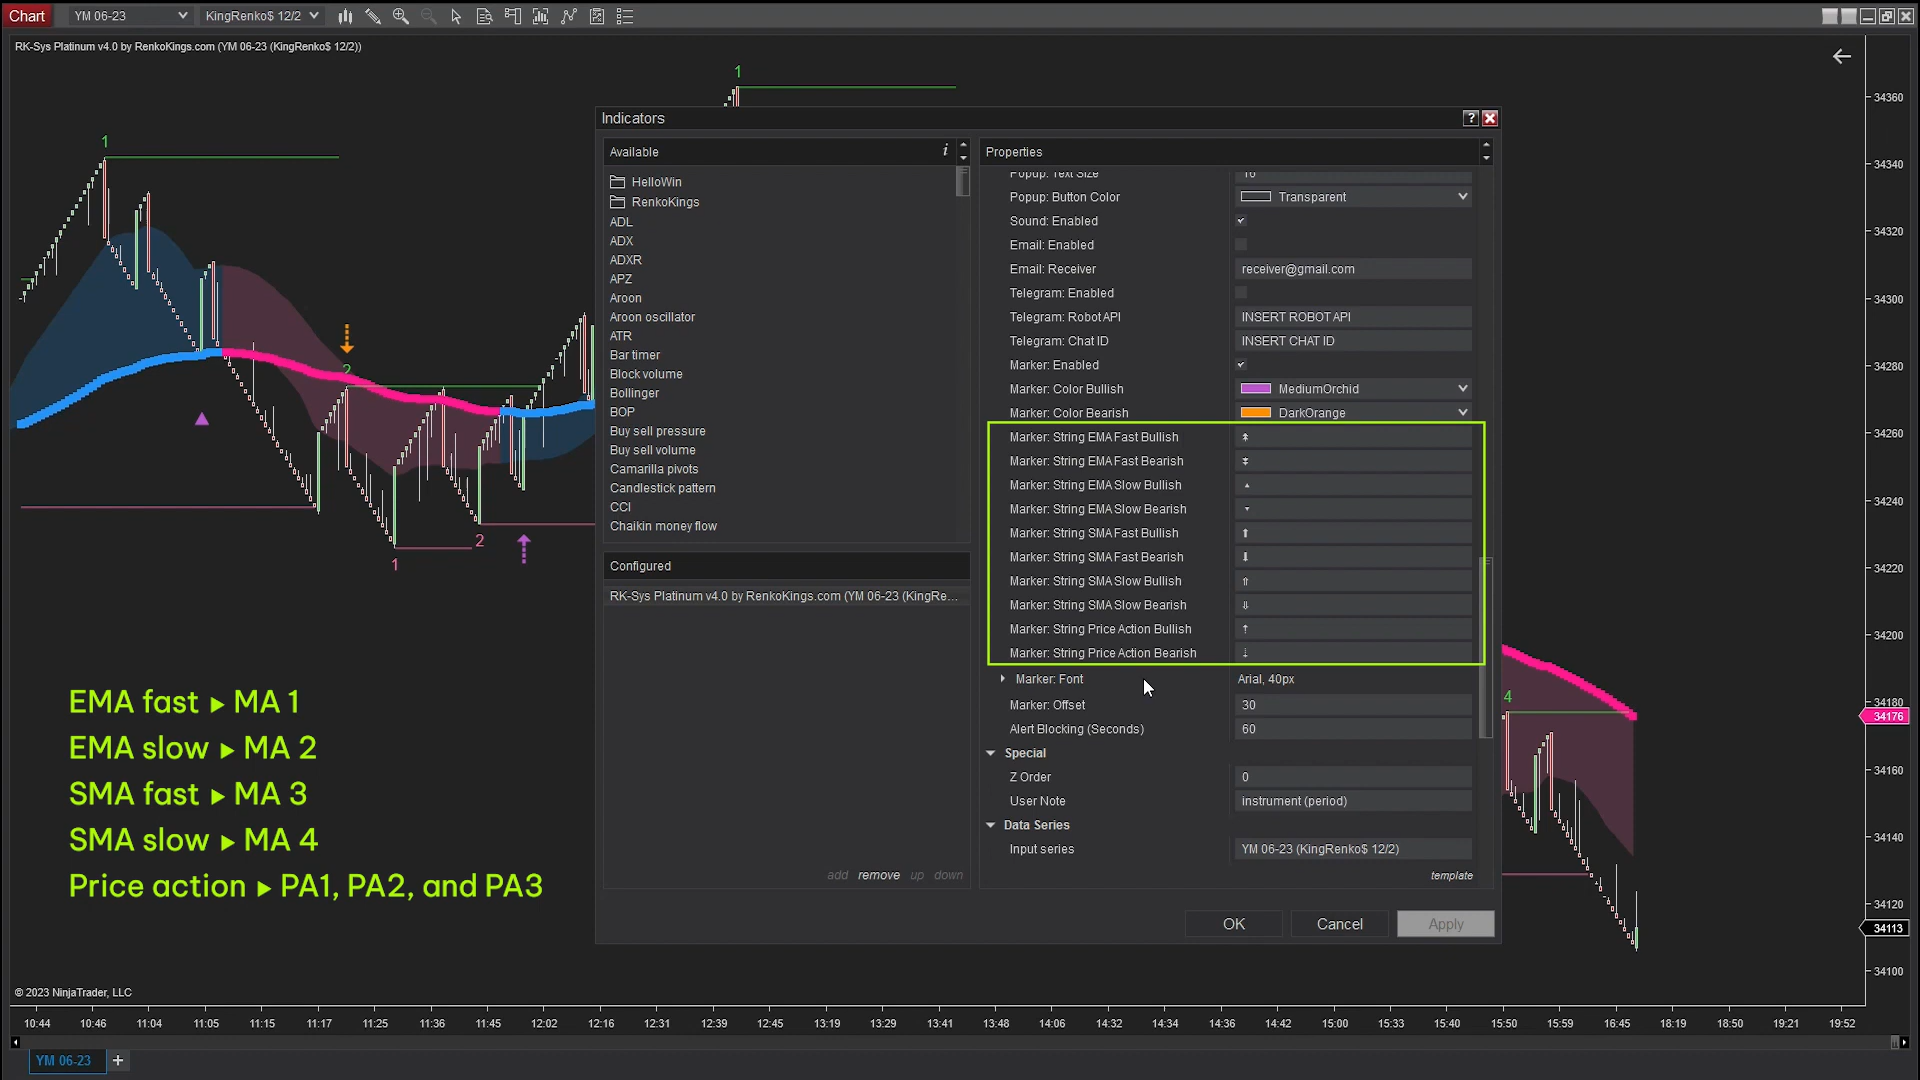 Chart YM 06-23 KingRenko$ 12/2
RK-Sys Platinum v4.0 by RenkoKings.com (YM 06-23 (KingRenko$ 12/2))
1
1
2
1
2
4
Indicators
?
Available
HelloWin
RenkoKings
ADL
ADX
ADXR
APZ
Aroon
Aroon oscillator
ATR
Bar timer
Block volume
Bollinger
BOP
Buy sell pressure
Buy sell volume
Camarilla pivots
Candlestick pattern
CCI
Chaikin money flow
Configured
RK-Sys Platinum v4.0 by RenkoKings.com (YM 06-23 (KingRe...
add remove up down
Properties
Popup: Text Size 16
Popup: Button Color Transparent
Sound: Enabled
Email: Enabled
Email: Receiver receiver@gmail.com
Telegram: Enabled
Telegram: Robot API INSERT ROBOT API
Telegram: Chat ID INSERT CHAT ID
Marker: Enabled
Marker: Color Bullish MediumOrchid
Marker: Color Bearish DarkOrange
Marker: String EMA Fast Bullish
Marker: String EMA Fast Bearish
Marker: String EMA Slow Bullish
Marker: String EMA Slow Bearish
Marker: String SMA Fast Bullish
Marker: String SMA Fast Bearish
Marker: String SMA Slow Bullish
Marker: String SMA Slow Bearish
Marker: String Price Action Bullish
Marker: String Price Action Bearish
Marker: Font Arial, 40px
Marker: Offset 30
Alert Blocking (Seconds) 60
Special
Z Order 0
User Note instrument (period)
Data Series
Input series YM 06-23 (KingRenko$ 12/2)
template
OK Cancel Apply
EMA fast ▸ MA 1
EMA slow ▸ MA 2
SMA fast ▸ MA 3
SMA slow ▸ MA 4
Price action ▸ PA1, PA2, and PA3
34360
34340
34320
34300
34280
34260
34240
34220
34200
34180
34176
34160
34140
34120
34113
34100
© 2023 NinjaTrader, LLC
10:44 10:46 11:04 11:05 11:15 11:17 11:25 11:36 11:45 12:02 12:16 12:31 12:39 12:45 13:19 13:29 13:41 13:48 14:06 14:32 14:34 14:36 14:42 15:00 15:33 15:40 15:50 15:59 16:45 18:19 18:50 19:21 19:52
YM 06-23 +